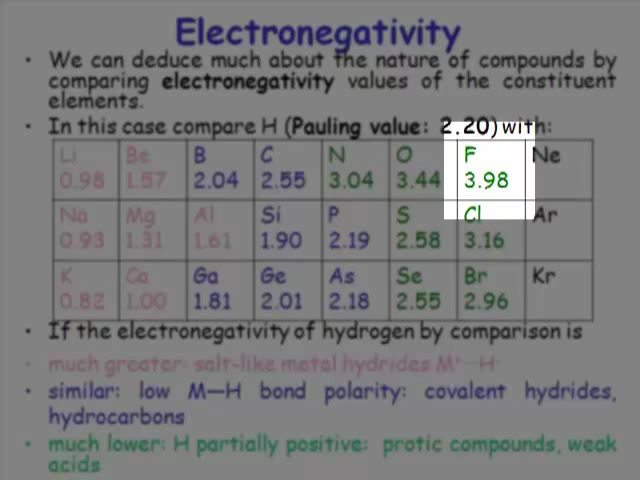 Electronegativity
• We can deduce much about the nature of compounds by
comparing electronegativity values of the constituent
elements.
• In this case compare H (Pauling value: 2.20) with:
Li Be B C N O F Ne
0.98 1.57 2.04 2.55 3.04 3.44 3.98
Na Mg Al Si P S Cl Ar
0.93 1.31 1.61 1.90 2.19 2.58 3.16
K Ca Ga Ge As Se Br Kr
0.82 1.00 1.81 2.01 2.18 2.55 2.96
• If the electronegativity of hydrogen by comparison is
• much greater: salt-like metal hydrides M⁺—H⁻
• similar: low M—H bond polarity: covalent hydrides,
hydrocarbons
• much lower: H partially positive: protic compounds, weak
acids